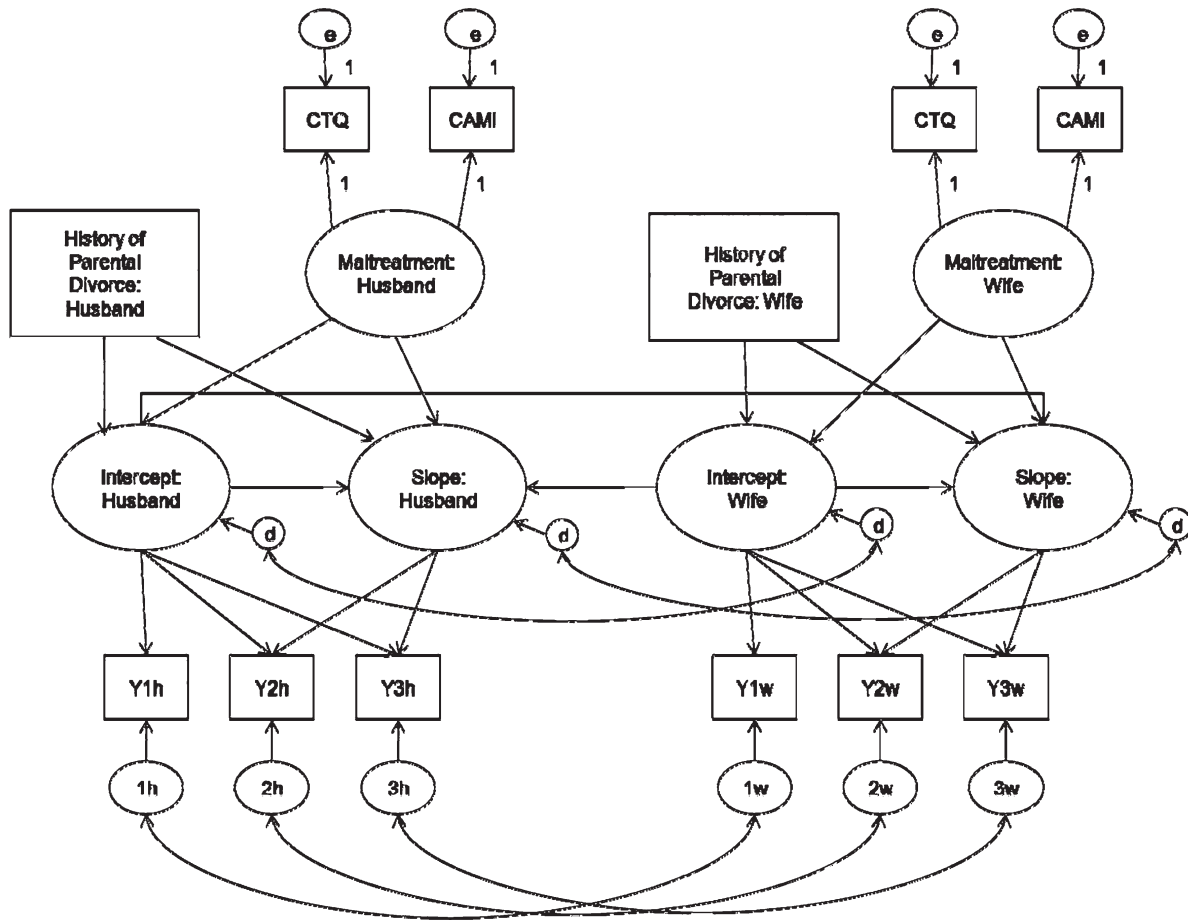 e
e
e
e
1
1
1
1
CTQ
CAMI
CTQ
CAMI
1
1
1
1
History of
Parental
Divorce:
Husband
Maltreatment:
Husband
History of
Parental
Divorce: Wife
Maltreatment:
Wife
Intercept:
Husband
Slope:
Husband
Intercept:
Wife
Slope:
Wife
d
d
d
d
Y1h
Y2h
Y3h
Y1w
Y2w
Y3w
1h
2h
3h
1w
2w
3w